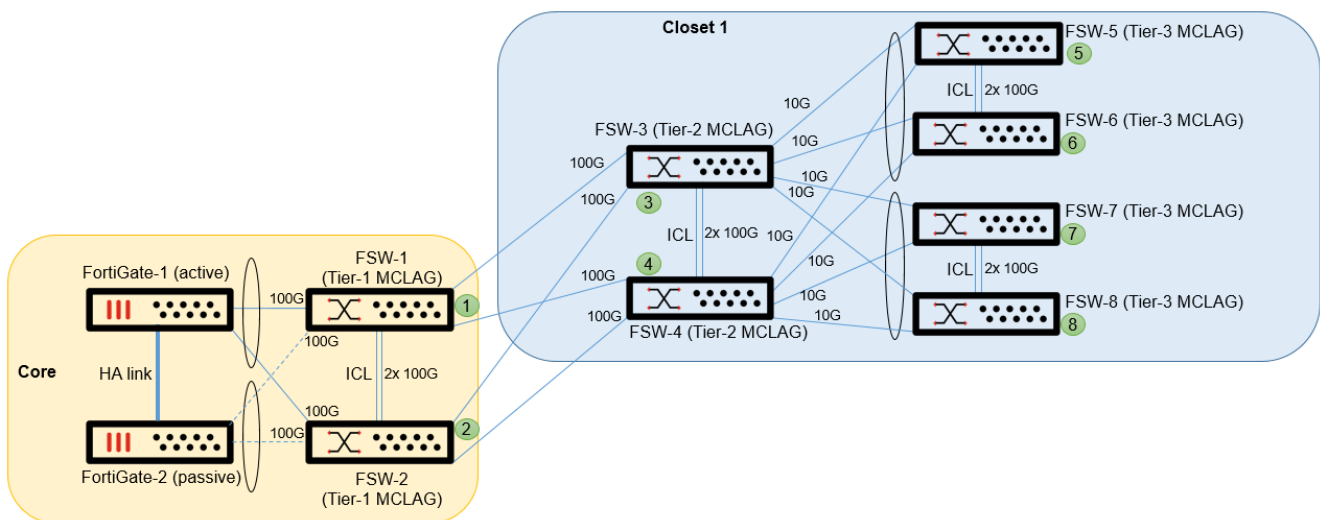 Closet 1
FSW-5 (Tier-3 MCLAG)
5
ICL
2x 100G
10G
FSW-6 (Tier-3 MCLAG)
6
10G
FSW-3 (Tier-2 MCLAG)
100G
10G
10G
100G
3
FSW-7 (Tier-3 MCLAG)
7
ICL
2x 100G
10G
4
10G
ICL
2x 100G
100G
10G
100G
10G
FSW-8 (Tier-3 MCLAG)
8
FSW-4 (Tier-2 MCLAG)
Core
FortiGate-1 (active)
FSW-1
(Tier-1 MCLAG)
100G
1
100G
HA link
ICL
2x 100G
100G
100G
2
FortiGate-2 (passive)
FSW-2
(Tier-1 MCLAG)